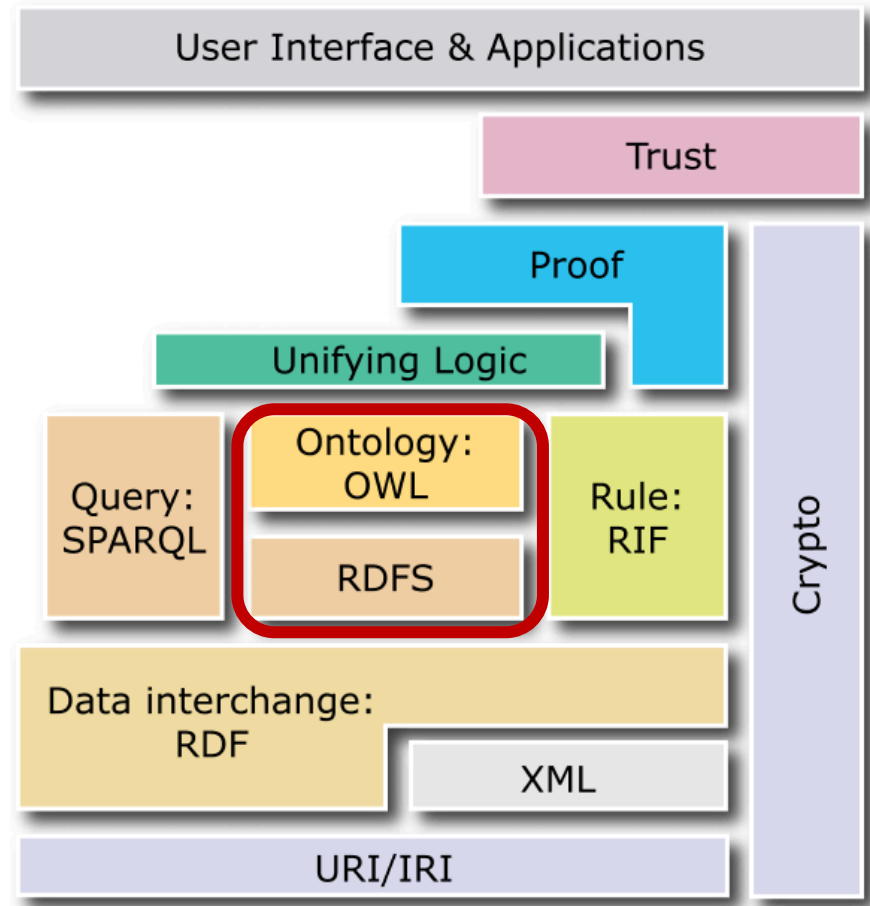 User Interface & Applications
Trust
Proof
Unifying Logic
Ontology:
OWL
Query:
SPARQL
RDFS
Rule:
RIF
Crypto
Data interchange:
RDF
XML
URI/IRI